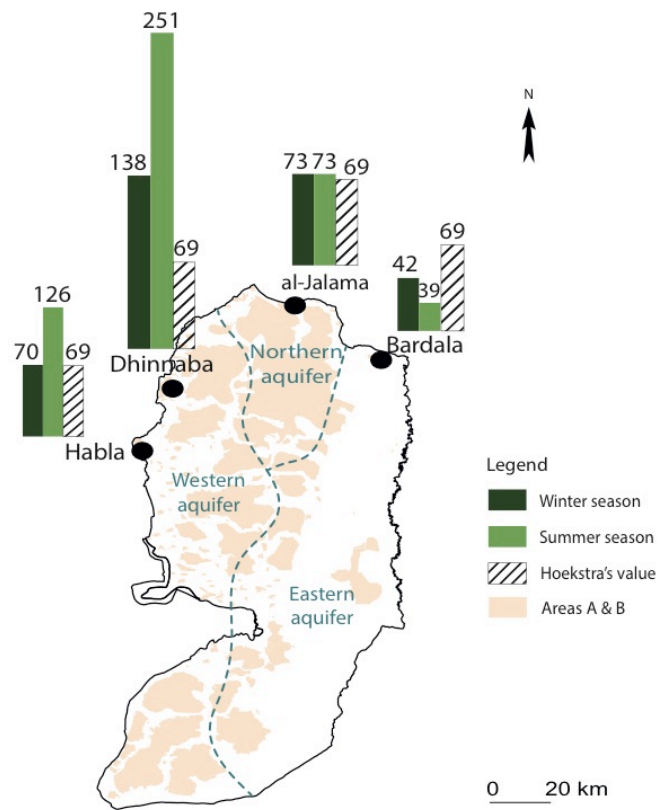 251
138
69
Dhinnaba
73 73 69
al-Jalama
69
42
39
Bardala
126
70
69
Habla
N
Northern
aquifer
Western
aquifer
Eastern
aquifer
Legend
Winter season
Summer season
Hoekstra's value
Areas A & B
0 20 km